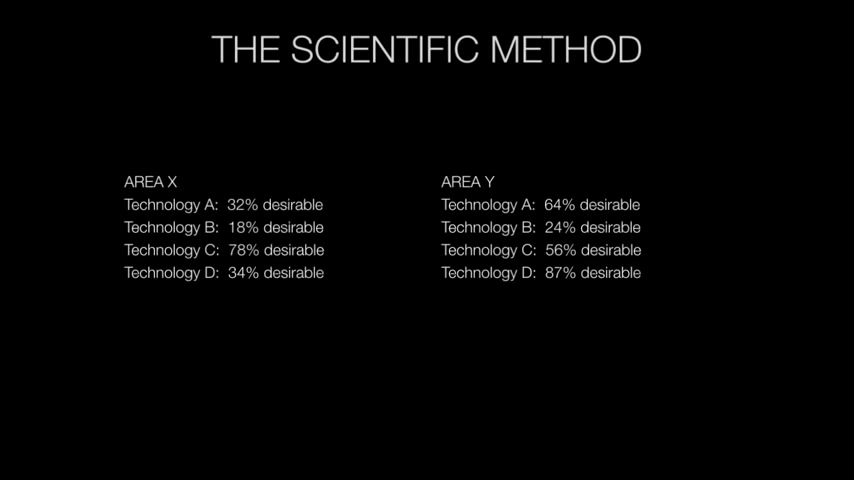 THE SCIENTIFIC METHOD
AREA X
Technology A: 32% desirable
Technology B: 18% desirable
Technology C: 78% desirable
Technology D: 34% desirable
AREA Y
Technology A: 64% desirable
Technology B: 24% desirable
Technology C: 56% desirable
Technology D: 87% desirable